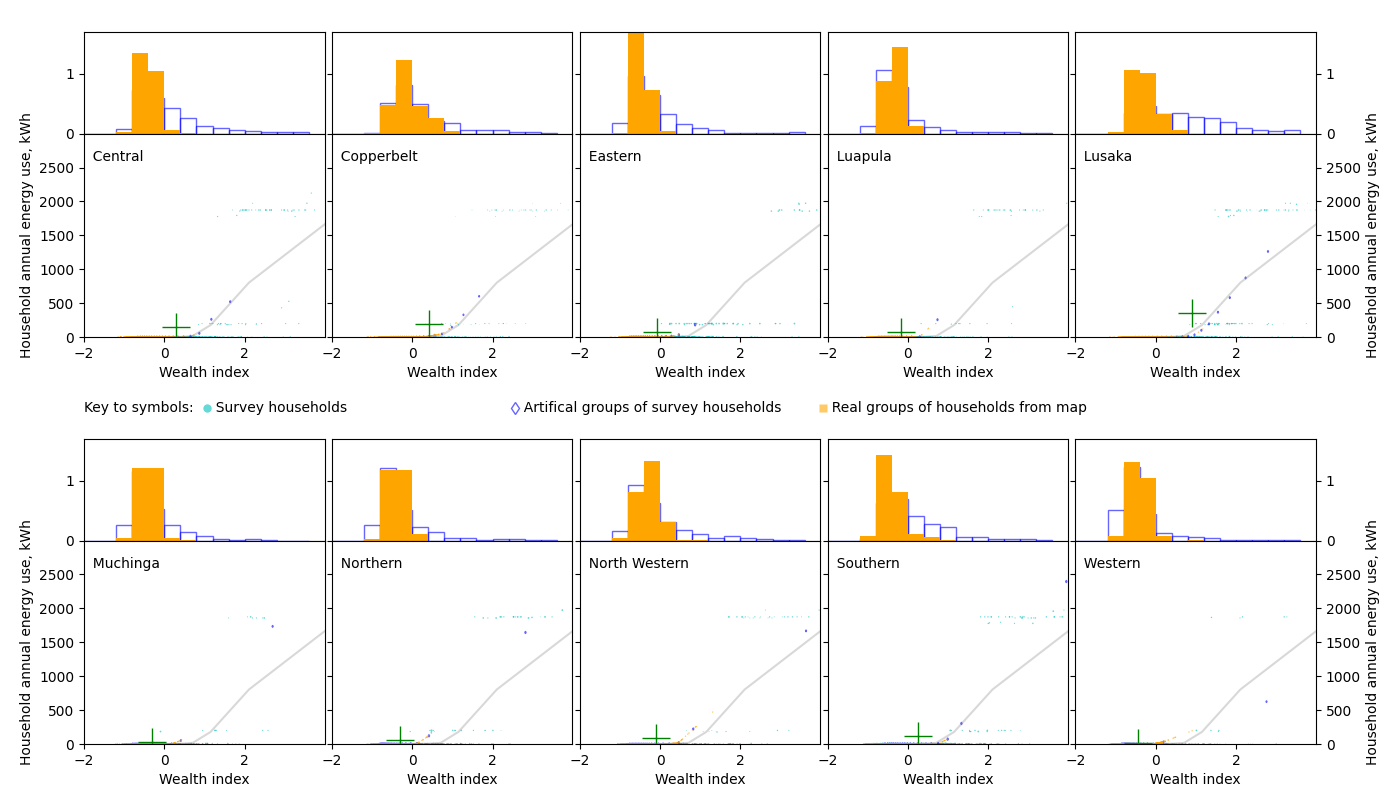 1
0
1
0
Household annual energy use, kWh
Household annual energy use, kWh
Central
Copperbelt
Eastern
Luapula
Lusaka
2500
2000
1500
1000
500
0
2500
2000
1500
1000
500
0
−2 0 2 −2 0 2 −2 0 2 −2 0 2 −2 0 2
Wealth index Wealth index Wealth index Wealth index Wealth index
Key to symbols: Survey households Artifical groups of survey households Real groups of households from map
1
0
1
0
Household annual energy use, kWh
Household annual energy use, kWh
Muchinga
Northern
North Western
Southern
Western
2500
2000
1500
1000
500
0
2500
2000
1500
1000
500
0
−2 0 2 −2 0 2 −2 0 2 −2 0 2 −2 0 2
Wealth index Wealth index Wealth index Wealth index Wealth index